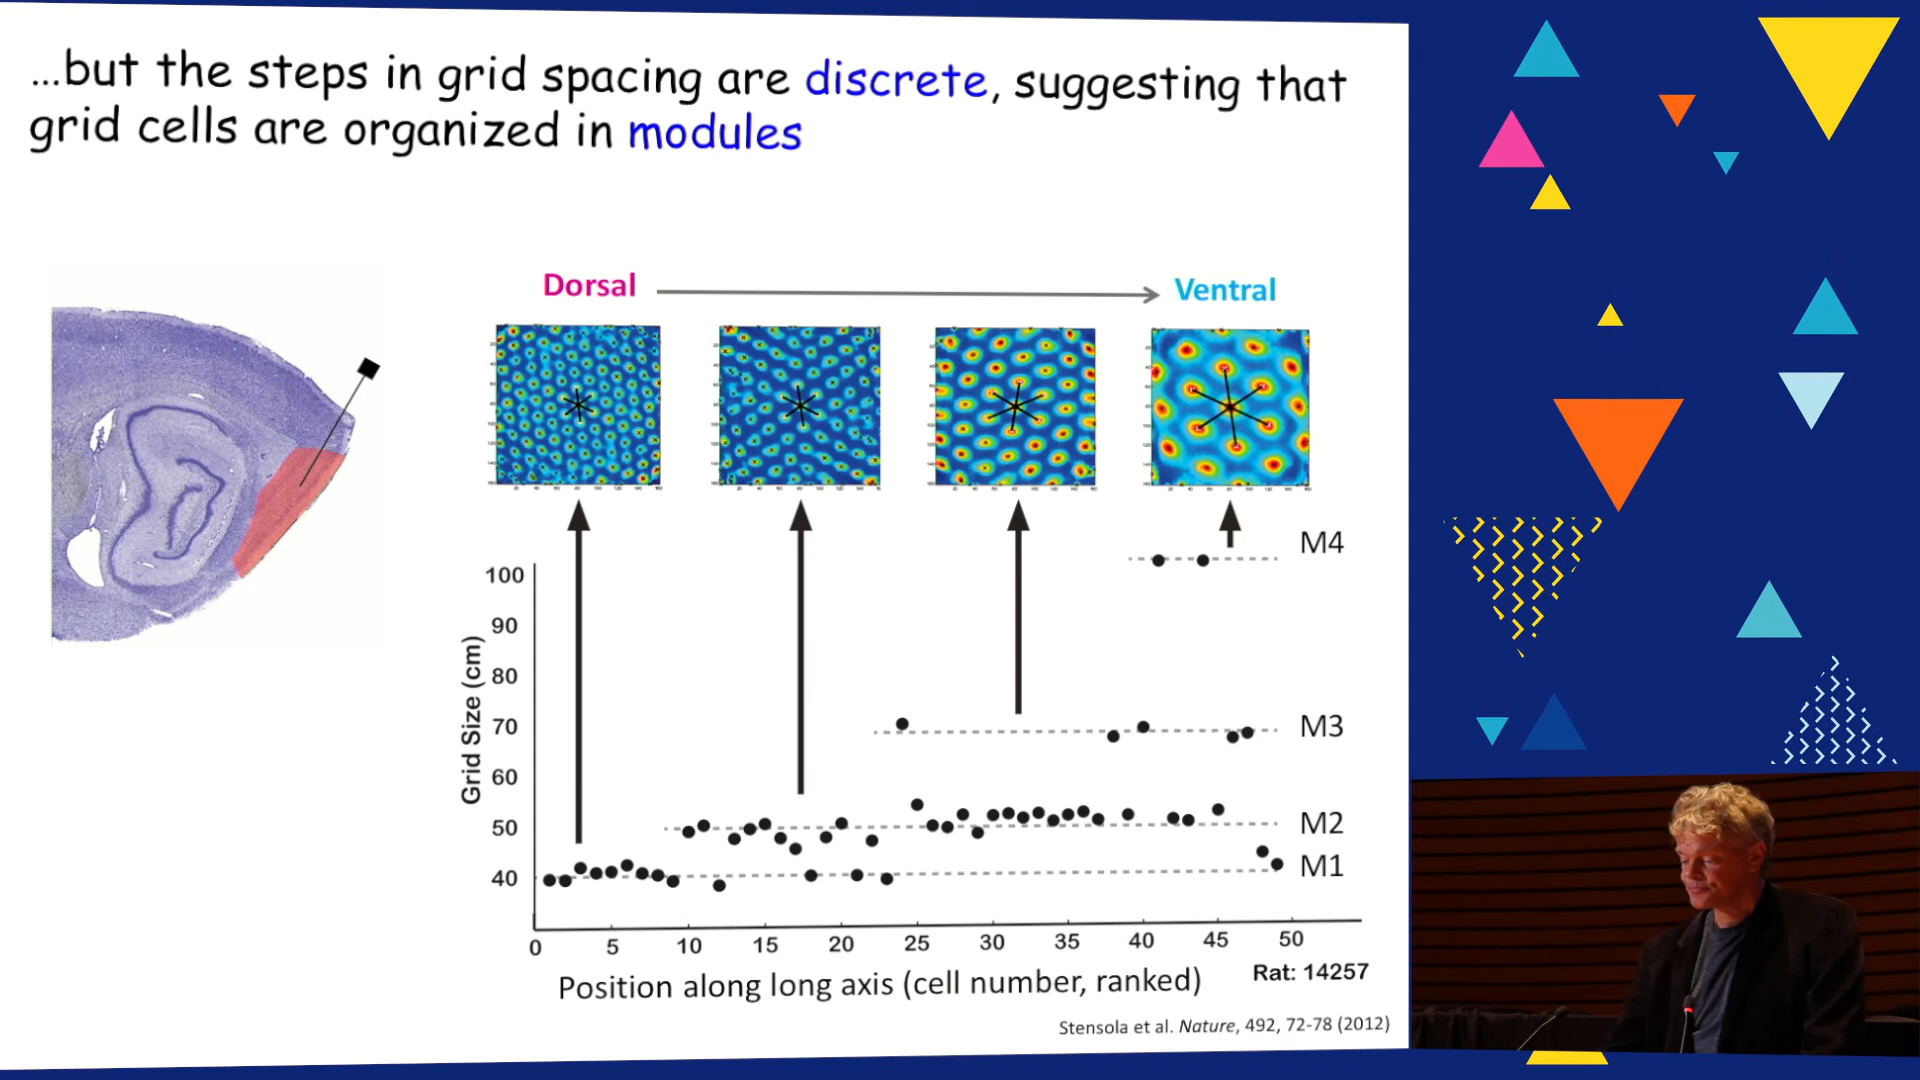 ...but the steps in grid spacing are discrete, suggesting that
grid cells are organized in modules
Dorsal
Ventral
M4
100
90
80
70
60
50
40
Grid Size (cm)
M3
M2
M1
0 5 10 15 20 25 30 35 40 45 50
Position along long axis (cell number, ranked)
Rat: 14257
Stensola et al. Nature, 492, 72-78 (2012)